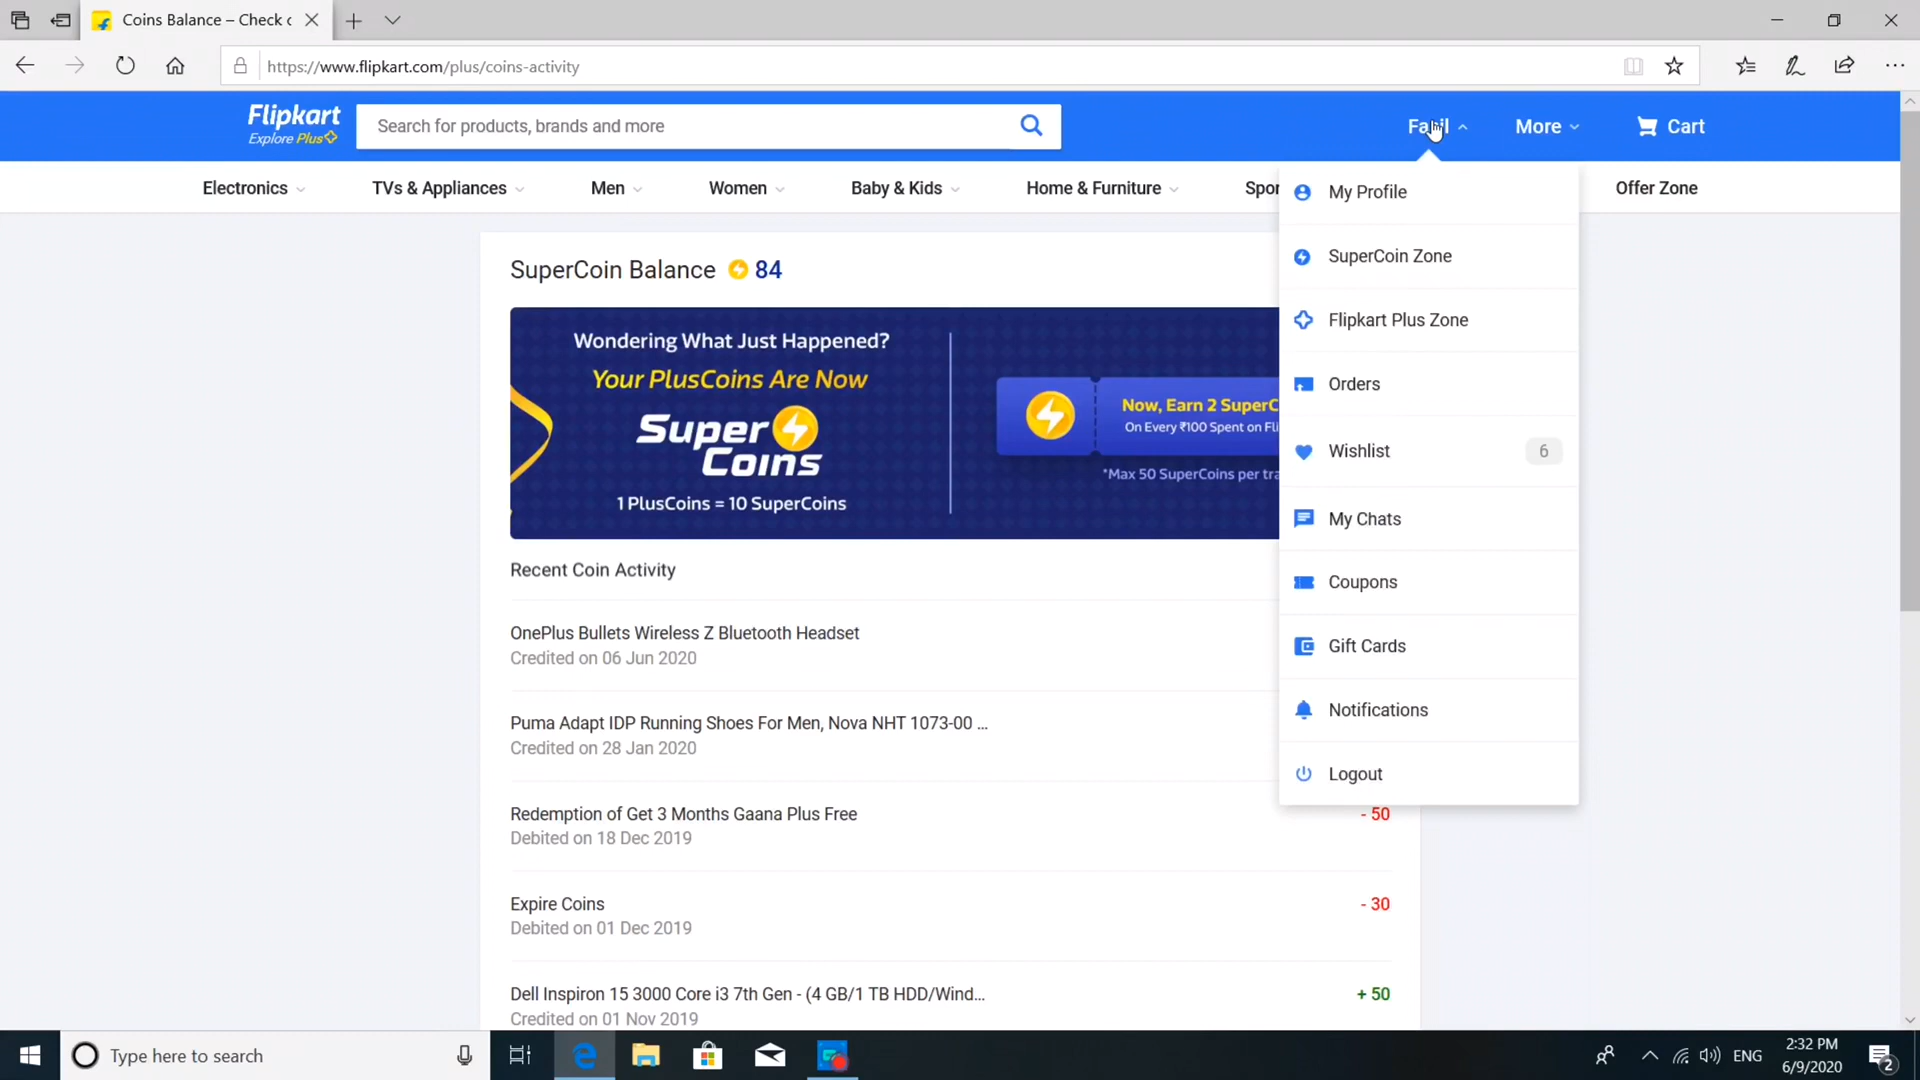 Coins Balance – Check c
https://www.flipkart.com/plus/coins-activity
Flipkart
Explore Plus
Search for products, brands and more
More
Cart
Electronics
TVs & Appliances
Men
Women
Baby & Kids
Home & Furniture
Spor
Offer Zone
SuperCoin Balance 84
Wondering What Just Happened?
Your PlusCoins Are Now
Super
Coins
1 PlusCoins = 10 SuperCoins
Now, Earn 2 SuperC
On Every ₹100 Spent on Fli
*Max 50 SuperCoins per tra
My Profile
SuperCoin Zone
Flipkart Plus Zone
Orders
Wishlist 6
My Chats
Coupons
Gift Cards
Notifications
Logout
Recent Coin Activity
OnePlus Bullets Wireless Z Bluetooth Headset
Credited on 06 Jun 2020
Puma Adapt IDP Running Shoes For Men, Nova NHT 1073-00 ...
Credited on 28 Jan 2020
Redemption of Get 3 Months Gaana Plus Free
- 50
Debited on 18 Dec 2019
Expire Coins
- 30
Debited on 01 Dec 2019
Dell Inspiron 15 3000 Core i3 7th Gen - (4 GB/1 TB HDD/Wind...
+ 50
Credited on 01 Nov 2019
Type here to search
ENG
2:32 PM
6/9/2020
2